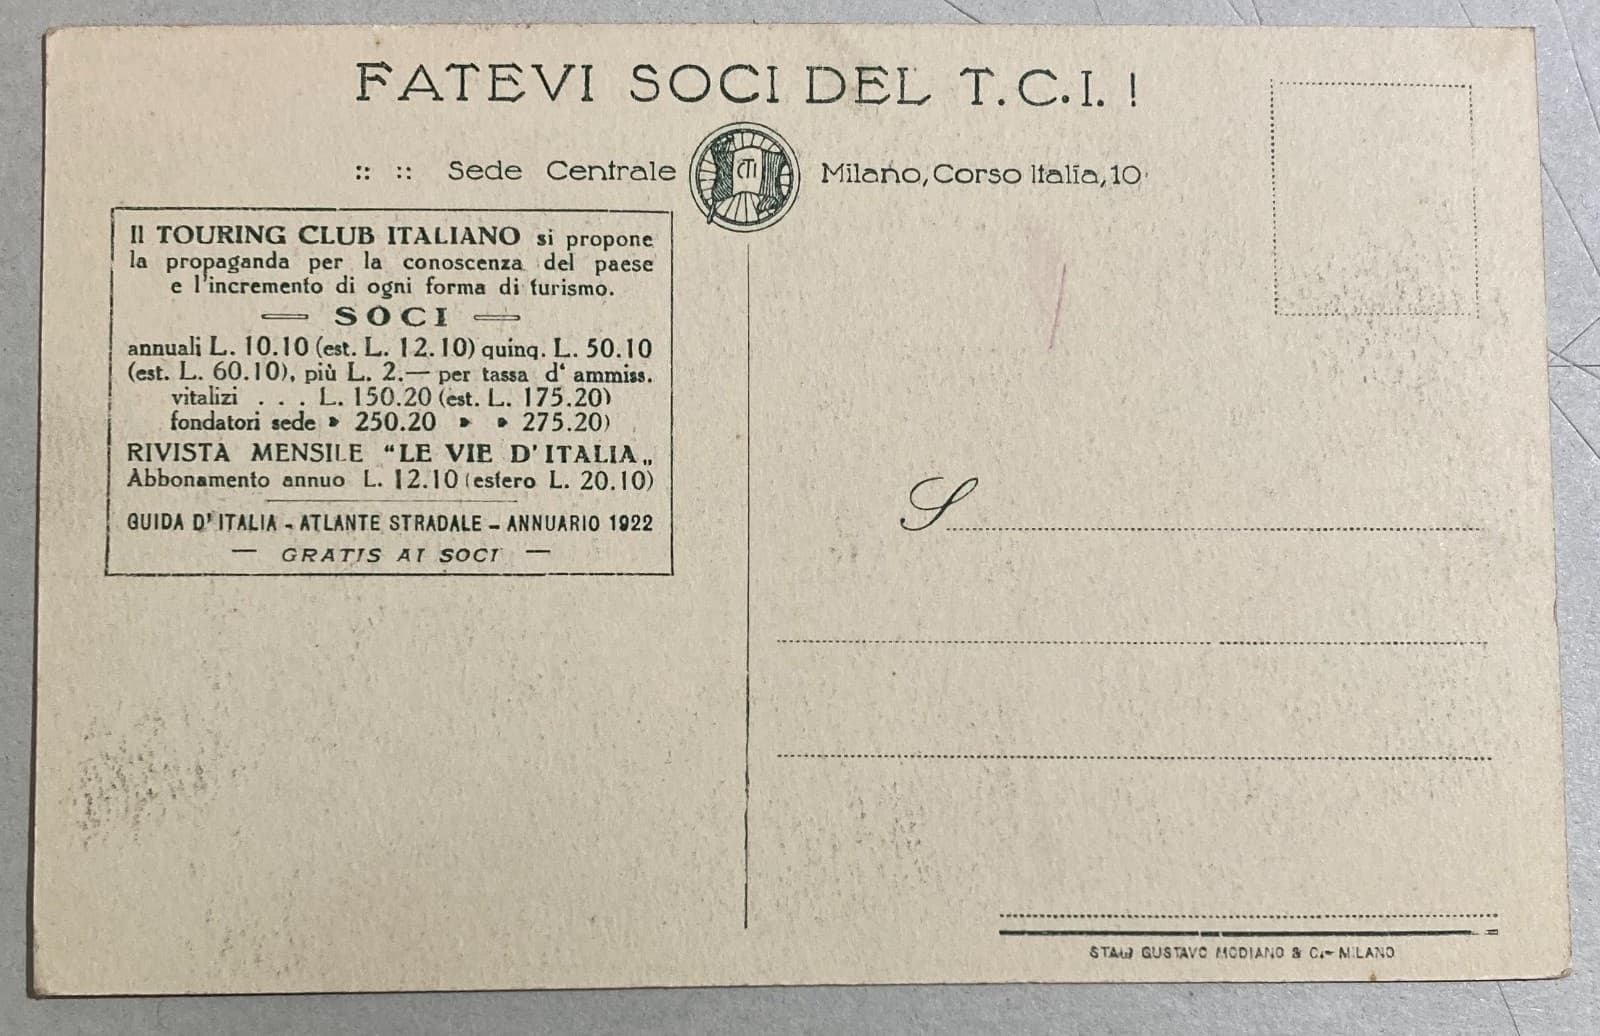 FATEVI SOCI DEL T.C.I. !
:: :: Sede Centrale CTI Milano, Corso Italia, 10
Il TOURING CLUB ITALIANO si propone
la propaganda per la conoscenza del paese
e l'incremento di ogni forma di turismo.
SOCI
annuali L. 10.10 (est. L. 12.10) quinq. L. 50.10
(est. L. 60.10), più L. 2.— per tassa d' ammiss.
vitalizi . . . L. 150.20 (est. L. 175.20)
fondatori sede » 250.20 » » 275.20)
RIVISTA MENSILE "LE VIE D'ITALIA„
Abbonamento annuo L. 12.10 (estero L. 20.10)
GUIDA D'ITALIA - ATLANTE STRADALE - ANNUARIO 1922
— GRATIS AI SOCI —
S
STAB GUSTAVO MODIANO & C.- MILANO